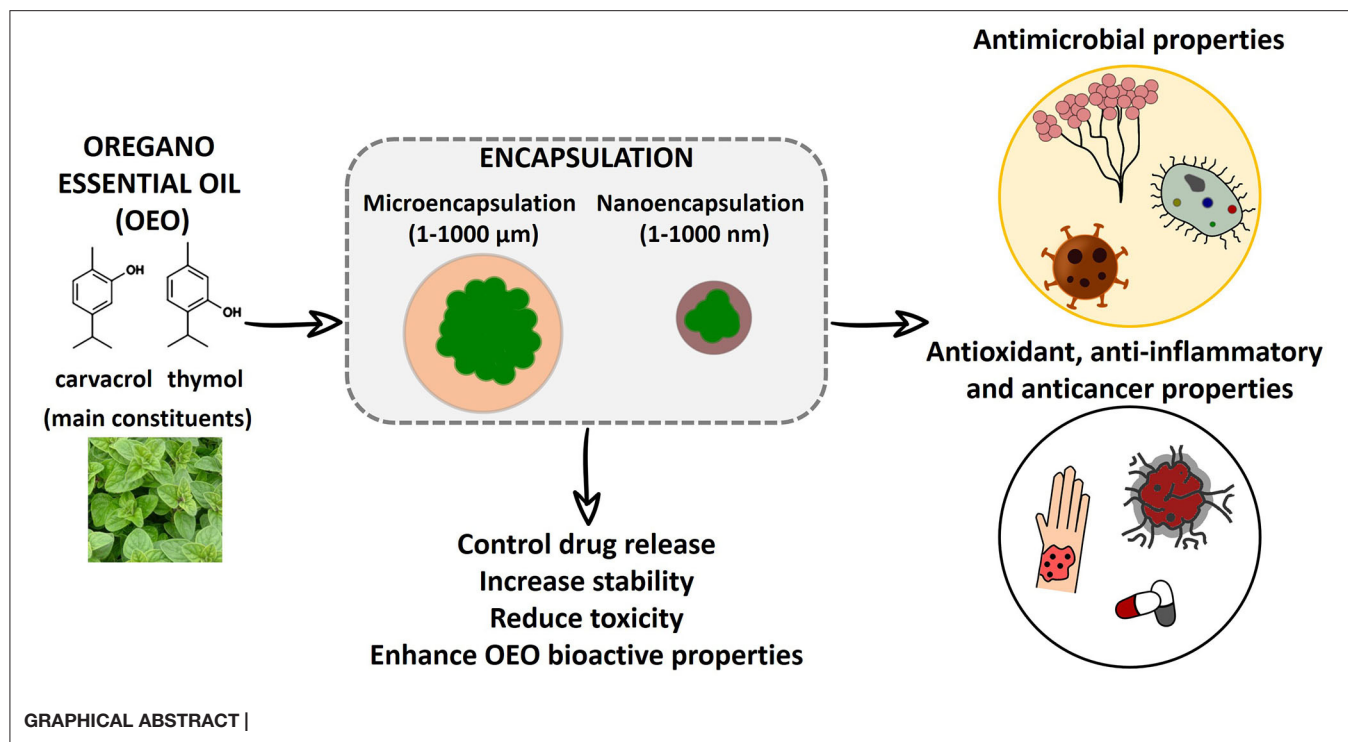 OREGANO
ESSENTIAL OIL
(OEO)
OH
OH
carvacrol thymol
(main constituents)
ENCAPSULATION
Microencapsulation
(1-1000 µm)
Nanoencapsulation
(1-1000 nm)
Control drug release
Increase stability
Reduce toxicity
Enhance OEO bioactive properties
Antimicrobial properties
Antioxidant, anti-inflammatory
and anticancer properties
GRAPHICAL ABSTRACT |